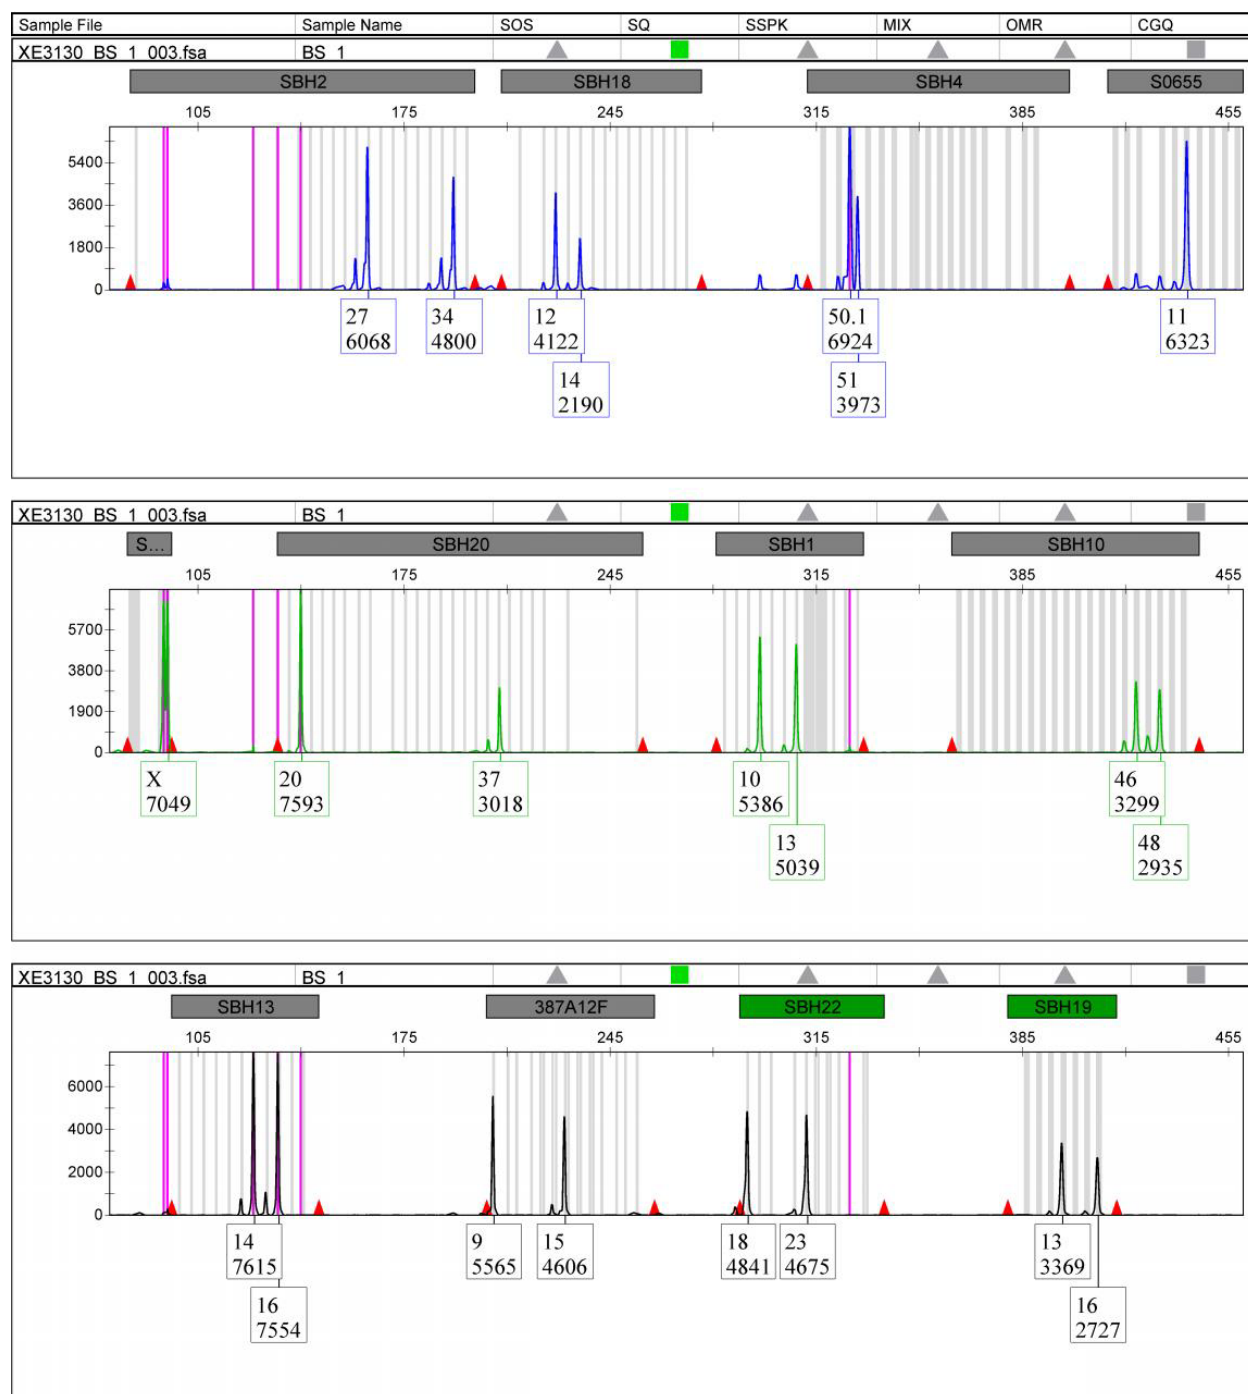 Sample File Sample Name SOS SQ SSPK MIX OMR CGQ
XE3130_BS_1_003.fsa BS_1
SBH2 SBH18 SBH4 S0655
105 175 245 315 385 455
5400
3600
1800
0
27 34 12 50.1 11
6068 4800 4122 6924 6323
14 51
2190 3973
XE3130_BS_1_003.fsa BS_1
S... SBH20 SBH1 SBH10
105 175 245 315 385 455
5700
3800
1900
0
X 20 37 10 46
7049 7593 3018 5386 3299
13 48
5039 2935
XE3130_BS_1_003.fsa BS_1
SBH13 387A12F SBH22 SBH19
105 175 245 315 385 455
6000
4000
2000
0
14 9 15 18 23 13
7615 5565 4606 4841 4675 3369
16 16
7554 2727